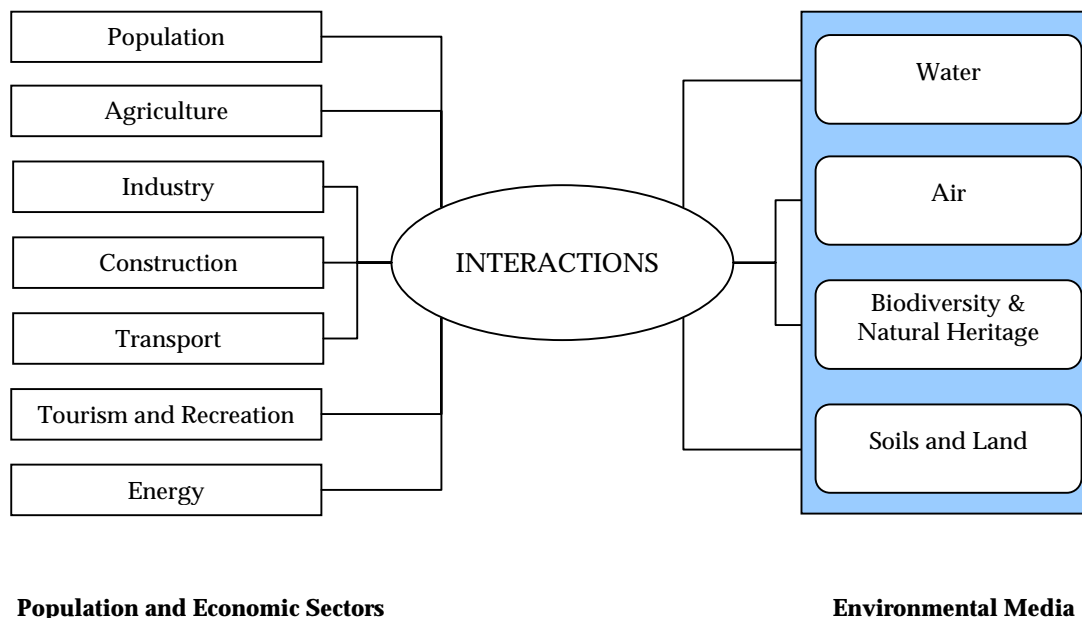 Population
Agriculture
Industry
Construction
Transport
Tourism and Recreation
Energy
INTERACTIONS
Water
Air
Biodiversity &
Natural Heritage
Soils and Land
Population and Economic Sectors
Environmental Media